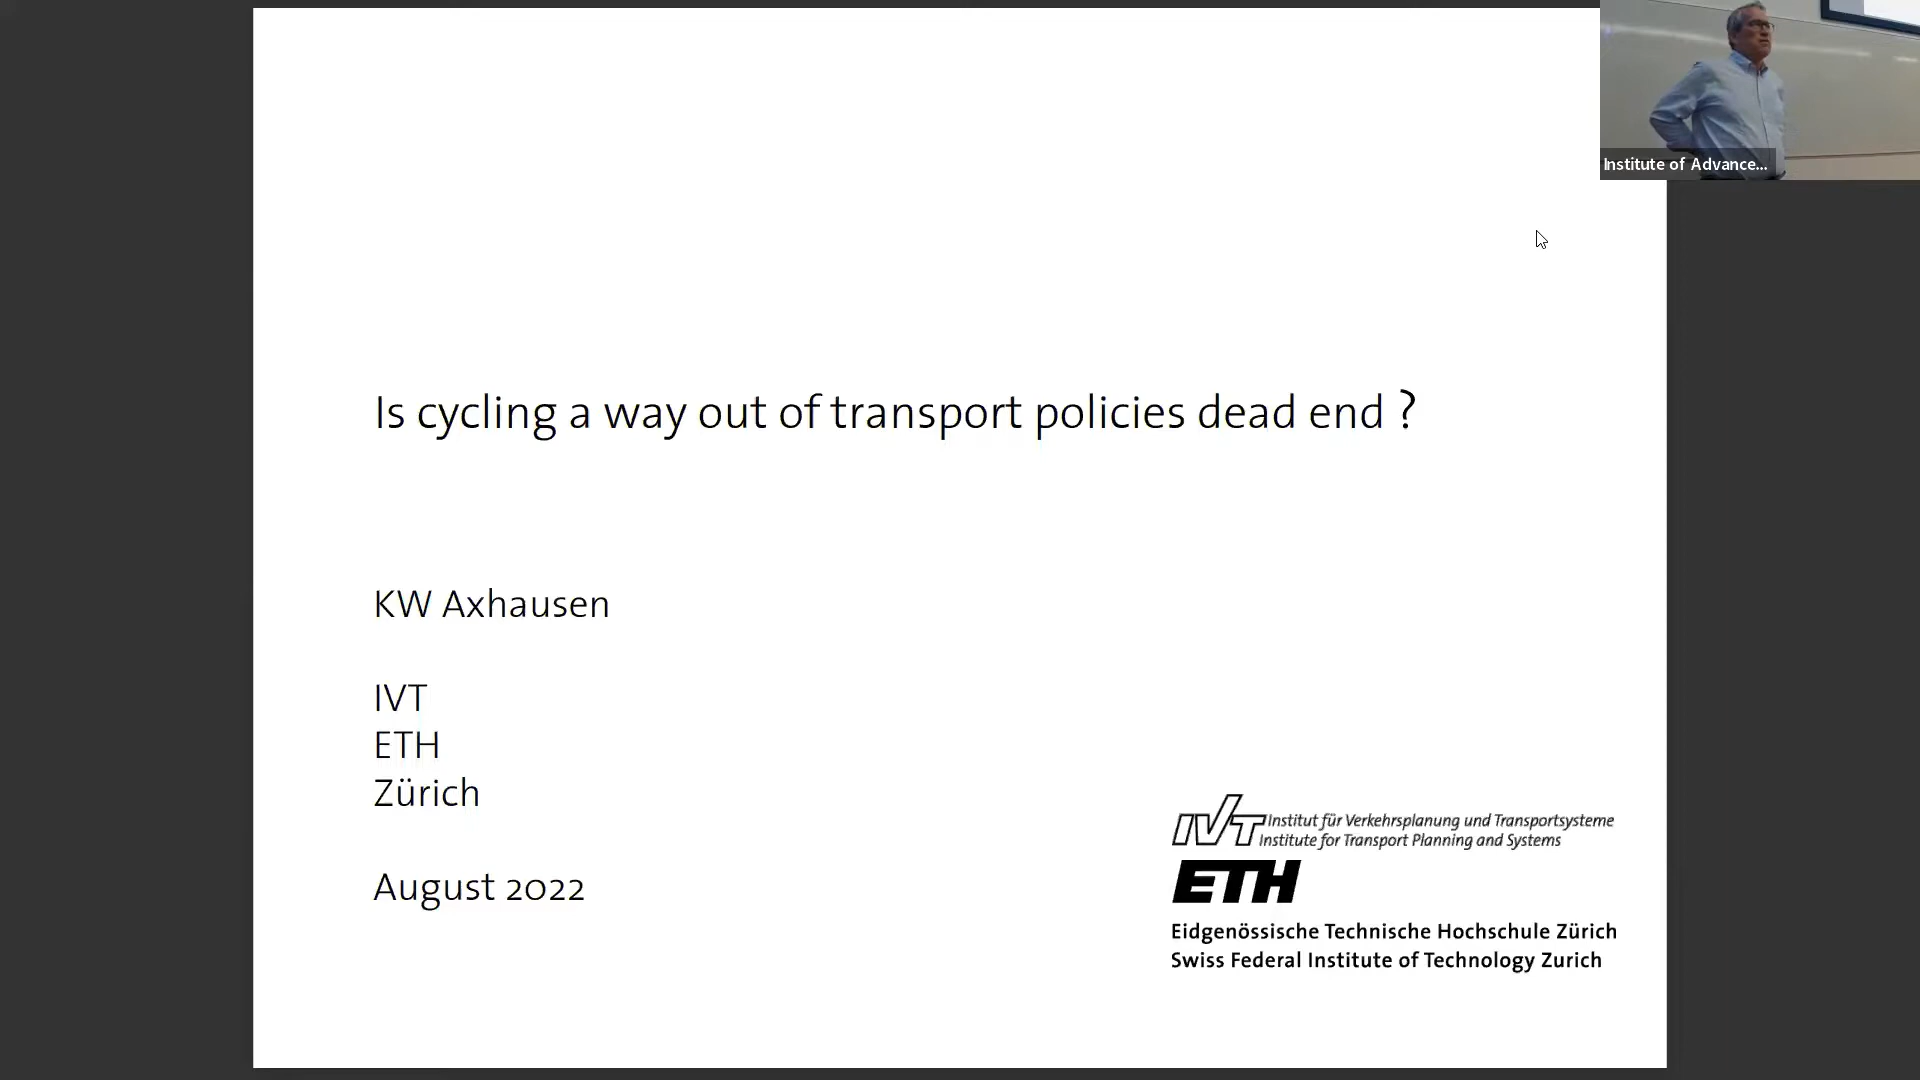 Institute of Advance...
Is cycling a way out of transport policies dead end ?
KW Axhausen
IVT
ETH
Zürich
August 2022
IVT Institut für Verkehrsplanung und Transportsysteme
Institute for Transport Planning and Systems
ETH
Eidgenössische Technische Hochschule Zürich
Swiss Federal Institute of Technology Zurich